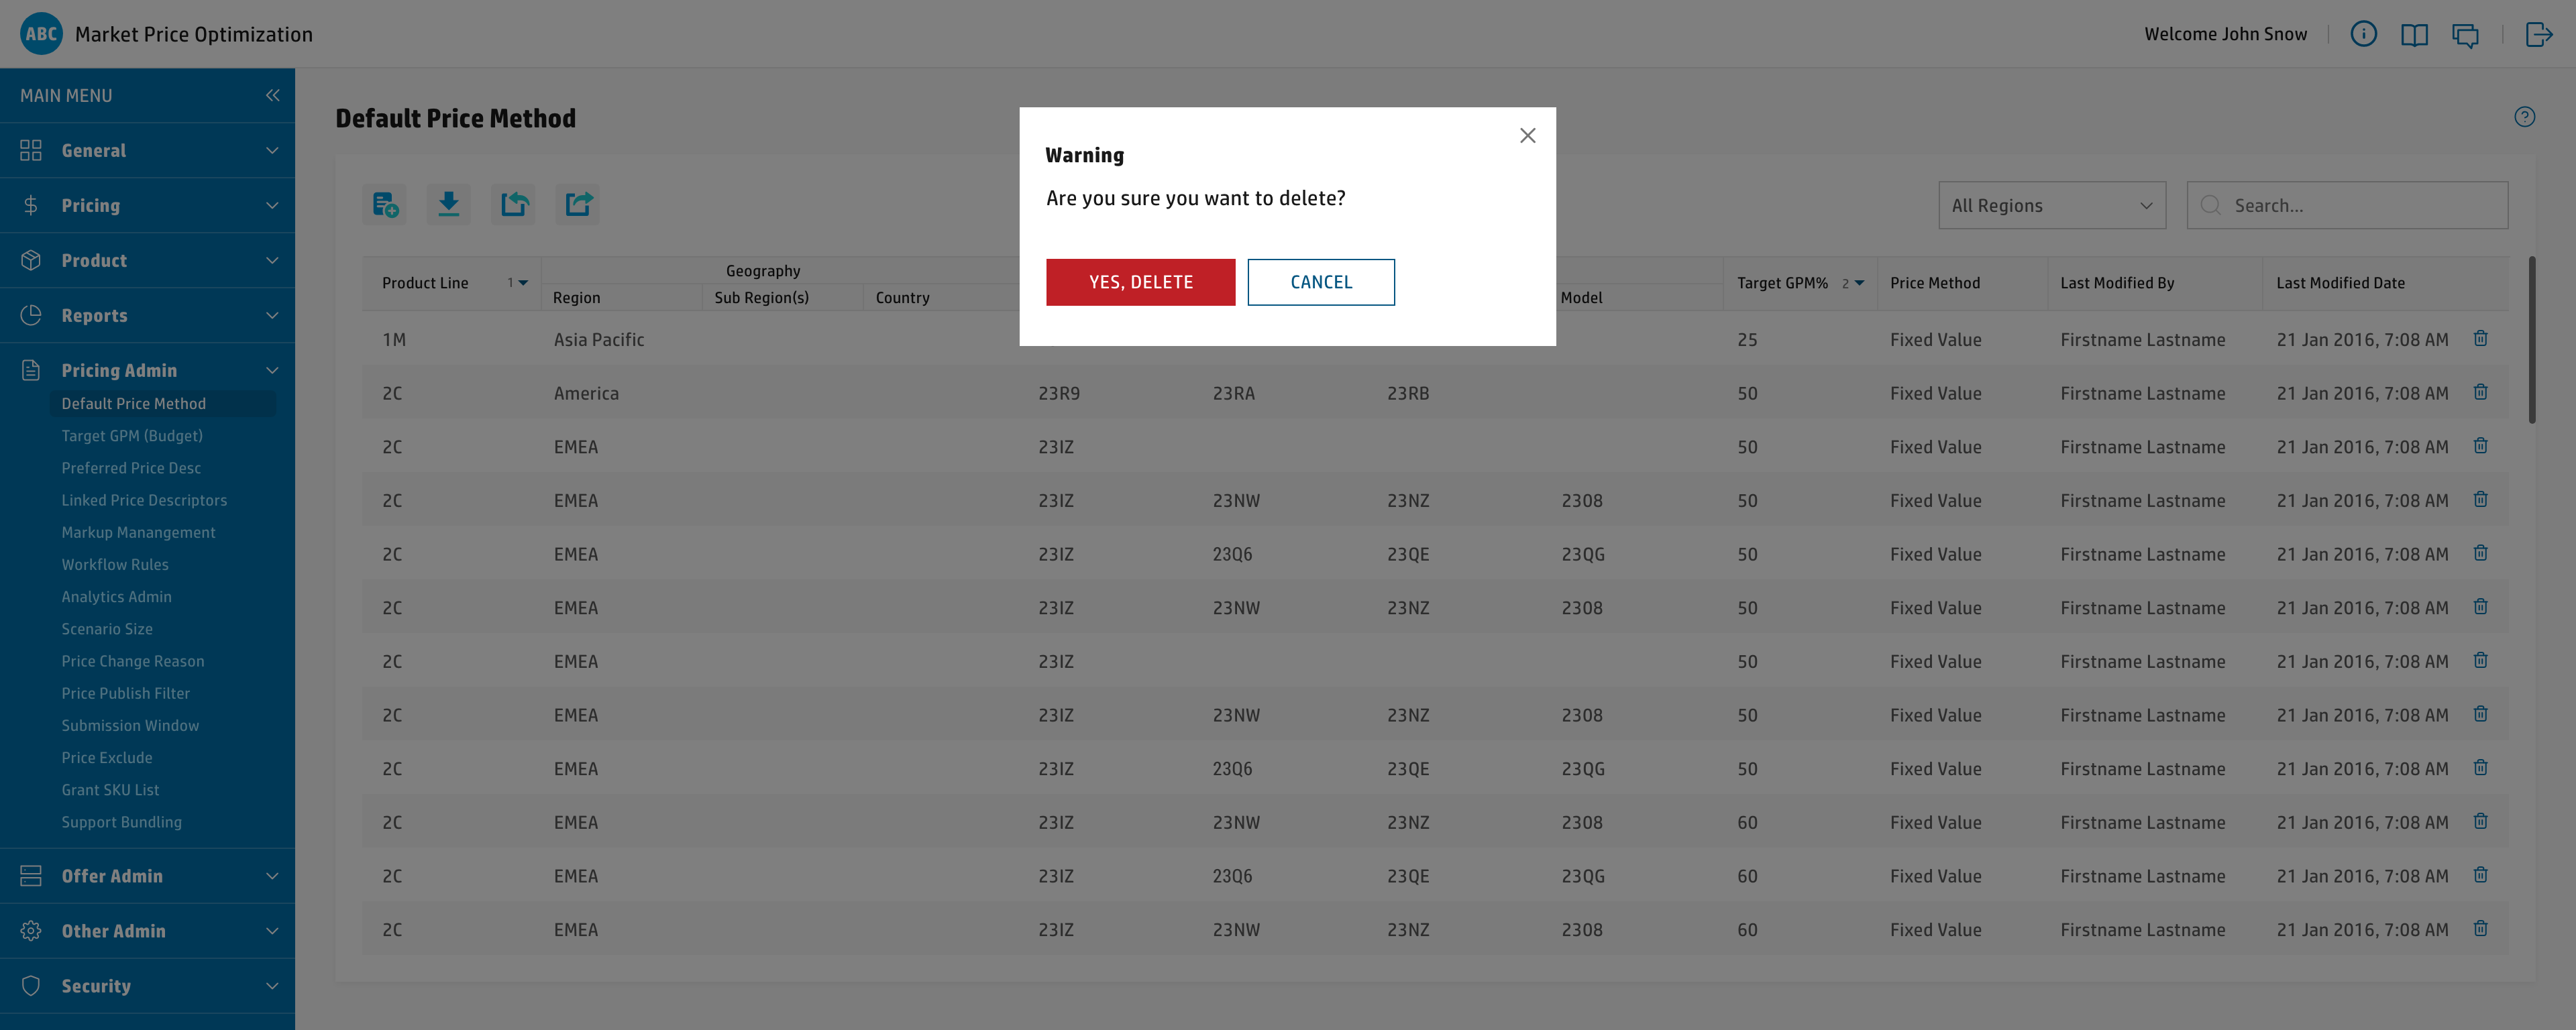 ABC Market Price Optimization
Welcome John Snow
MAIN MENU
General
Pricing
Product
Reports
Pricing Admin
Default Price Method
Target GPM (Budget)
Preferred Price Desc
Linked Price Descriptors
Markup Manangement
Workflow Rules
Analytics Admin
Scenario Size
Price Change Reason
Price Publish Filter
Submission Window
Price Exclude
Grant SKU List
Support Bundling
Offer Admin
Other Admin
Security
Default Price Method
All Regions
Search...
Warning
Are you sure you want to delete?
YES, DELETE CANCEL
Geography
Product Line 1 Target GPM% 2 Price Method Last Modified By Last Modified Date
Region Sub Region(s) Country Model
1M Asia Pacific 25 Fixed Value Firstname Lastname 21 Jan 2016, 7:08 AM
2C America 23R9 23RA 23RB 50 Fixed Value Firstname Lastname 21 Jan 2016, 7:08 AM
2C EMEA 23IZ 50 Fixed Value Firstname Lastname 21 Jan 2016, 7:08 AM
2C EMEA 23IZ 23NW 23NZ 2308 50 Fixed Value Firstname Lastname 21 Jan 2016, 7:08 AM
2C EMEA 23IZ 23Q6 23QE 23QG 50 Fixed Value Firstname Lastname 21 Jan 2016, 7:08 AM
2C EMEA 23IZ 23NW 23NZ 2308 50 Fixed Value Firstname Lastname 21 Jan 2016, 7:08 AM
2C EMEA 23IZ 50 Fixed Value Firstname Lastname 21 Jan 2016, 7:08 AM
2C EMEA 23IZ 23NW 23NZ 2308 50 Fixed Value Firstname Lastname 21 Jan 2016, 7:08 AM
2C EMEA 23IZ 23Q6 23QE 23QG 50 Fixed Value Firstname Lastname 21 Jan 2016, 7:08 AM
2C EMEA 23IZ 23NW 23NZ 2308 60 Fixed Value Firstname Lastname 21 Jan 2016, 7:08 AM
2C EMEA 23IZ 23Q6 23QE 23QG 60 Fixed Value Firstname Lastname 21 Jan 2016, 7:08 AM
2C EMEA 23IZ 23NW 23NZ 2308 60 Fixed Value Firstname Lastname 21 Jan 2016, 7:08 AM